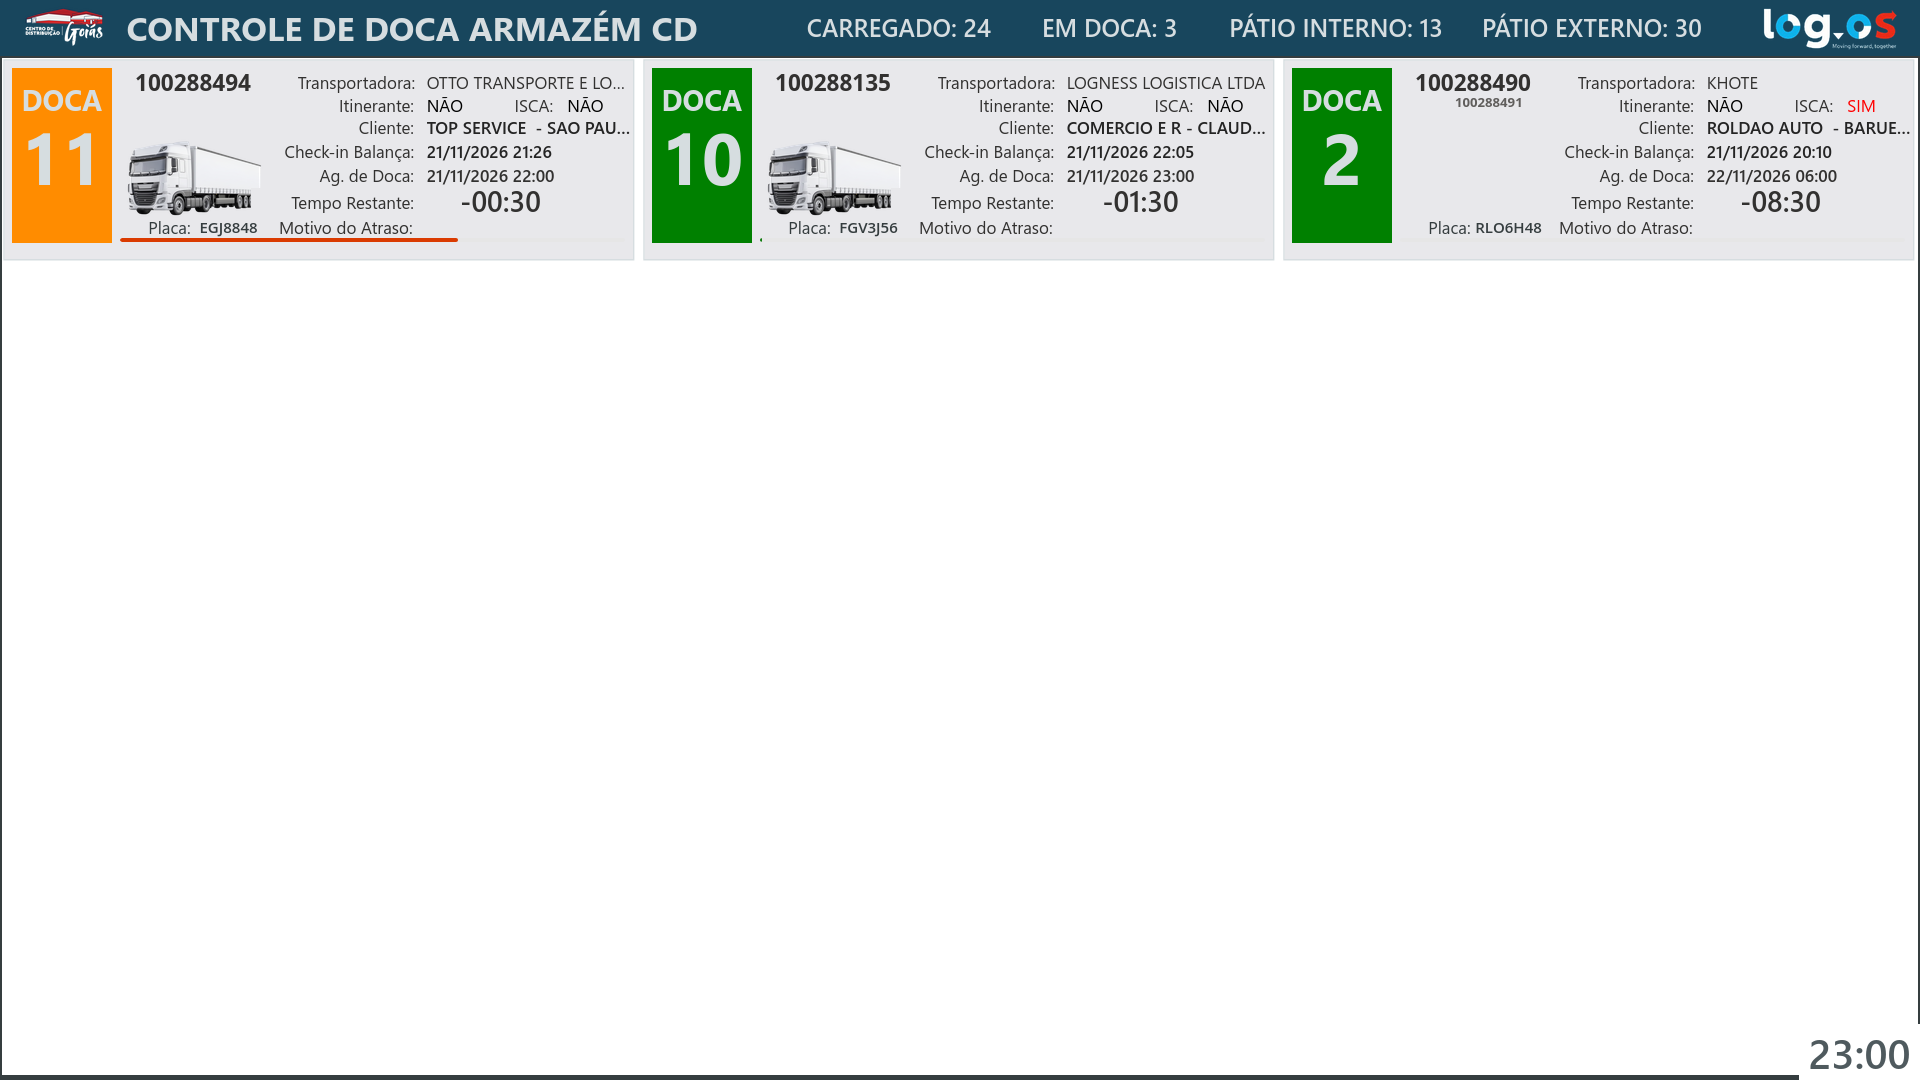 CENTRO DE DISTRIBUIÇÃO Goiás
CONTROLE DE DOCA ARMAZÉM CD
CARREGADO: 24
EM DOCA: 3
PÁTIO INTERNO: 13
PÁTIO EXTERNO: 30
log.os
Moving forward, together
DOCA
11
100288494
Transportadora: OTTO TRANSPORTE E LO...
Itinerante: NÃO ISCA: NÃO
Cliente: TOP SERVICE - SAO PAU...
Check-in Balança: 21/11/2026 21:26
Ag. de Doca: 21/11/2026 22:00
Tempo Restante: -00:30
Placa: EGJ8848 Motivo do Atraso:
DOCA
10
100288135
Transportadora: LOGNESS LOGISTICA LTDA
Itinerante: NÃO ISCA: NÃO
Cliente: COMERCIO E R - CLAUD...
Check-in Balança: 21/11/2026 22:05
Ag. de Doca: 21/11/2026 23:00
Tempo Restante: -01:30
Placa: FGV3J56 Motivo do Atraso:
DOCA
2
100288490
100288491
Transportadora: KHOTE
Itinerante: NÃO ISCA: SIM
Cliente: ROLDAO AUTO - BARUE...
Check-in Balança: 21/11/2026 20:10
Ag. de Doca: 22/11/2026 06:00
Tempo Restante: -08:30
Placa: RLO6H48 Motivo do Atraso:
23:00